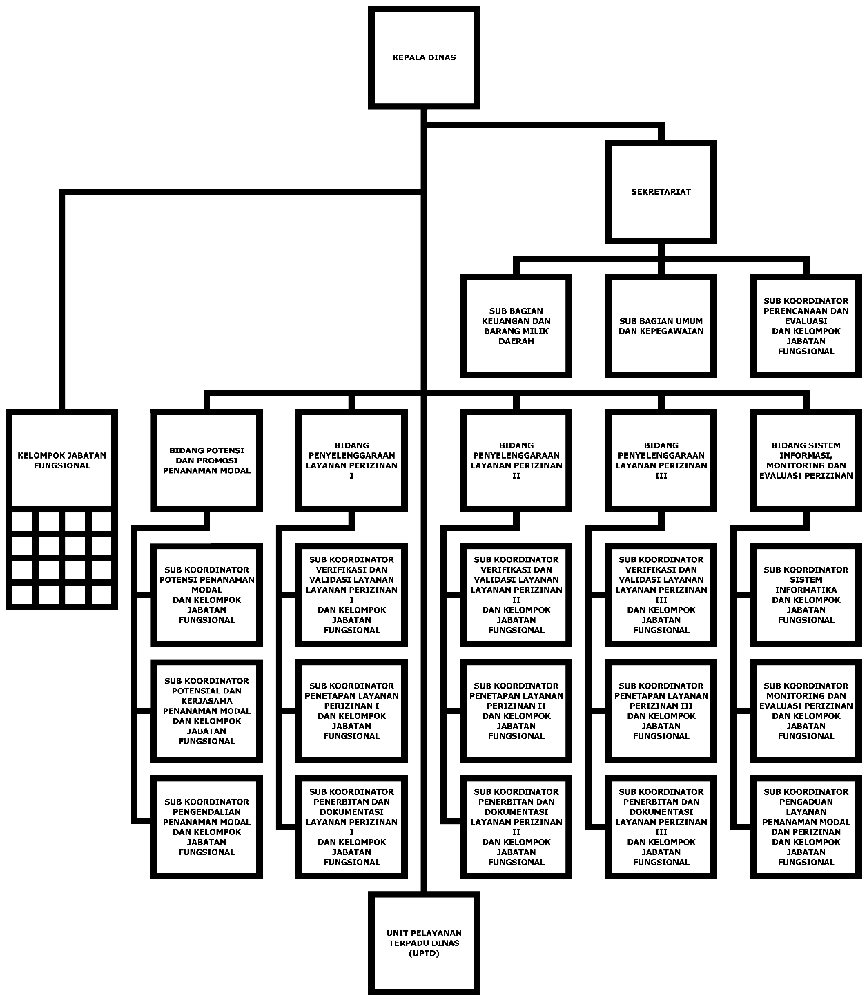 KEPALA DINAS
SEKRETARIAT
SUB BAGIAN
KEUANGAN DAN
BARANG MILIK
DAERAH
SUB BAGIAN UMUM
DAN KEPEGAWAIAN
SUB KOORDINATOR
PERENCANAAN DAN
EVALUASI
DAN KELOMPOK
JABATAN
FUNGSIONAL
KELOMPOK JABATAN
FUNGSIONAL
BIDANG POTENSI
DAN PROMOSI
PENANAMAN MODAL
BIDANG
PENYELENGGARAAN
LAYANAN PERIZINAN
I
BIDANG
PENYELENGGARAAN
LAYANAN PERIZINAN
II
BIDANG
PENYELENGGARAAN
LAYANAN PERIZINAN
III
BIDANG SISTEM
INFORMASI,
MONITORING DAN
EVALUASI PERIZINAN
SUB KOORDINATOR
POTENSI PENANAMAN
MODAL
DAN KELOMPOK
JABATAN
FUNGSIONAL
SUB KOORDINATOR
VERIFIKASI DAN
VALIDASI LAYANAN
LAYANAN PERIZINAN
I
DAN KELOMPOK
JABATAN
FUNGSIONAL
SUB KOORDINATOR
VERIFIKASI DAN
VALIDASI LAYANAN
LAYANAN PERIZINAN
II
DAN KELOMPOK
JABATAN
FUNGSIONAL
SUB KOORDINATOR
VERIFIKASI DAN
VALIDASI LAYANAN
LAYANAN PERIZINAN
III
DAN KELOMPOK
JABATAN
FUNGSIONAL
SUB KOORDINATOR
SISTEM
INFORMATIKA
DAN KELOMPOK
JABATAN
FUNGSIONAL
SUB KOORDINATOR
POTENSIAL DAN
KERJASAMA
PENANAMAN MODAL
DAN KELOMPOK
JABATAN
FUNGSIONAL
SUB KOORDINATOR
PENETAPAN LAYANAN
PERIZINAN I
DAN KELOMPOK
JABATAN
FUNGSIONAL
SUB KOORDINATOR
PENETAPAN LAYANAN
PERIZINAN II
DAN KELOMPOK
JABATAN
FUNGSIONAL
SUB KOORDINATOR
PENETAPAN LAYANAN
PERIZINAN III
DAN KELOMPOK
JABATAN
FUNGSIONAL
SUB KOORDINATOR
MONITORING DAN
EVALUASI PERIZINAN
DAN KELOMPOK
JABATAN
FUNGSIONAL
SUB KOORDINATOR
PENGENDALIAN
PENANAMAN MODAL
DAN KELOMPOK
JABATAN
FUNGSIONAL
SUB KOORDINATOR
PENERBITAN DAN
DOKUMENTASI
LAYANAN PERIZINAN
I
DAN KELOMPOK
JABATAN
FUNGSIONAL
SUB KOORDINATOR
PENERBITAN DAN
DOKUMENTASI
LAYANAN PERIZINAN
II
DAN KELOMPOK
JABATAN
FUNGSIONAL
SUB KOORDINATOR
PENERBITAN DAN
DOKUMENTASI
LAYANAN PERIZINAN
III
DAN KELOMPOK
JABATAN
FUNGSIONAL
SUB KOORDINATOR
PENGADUAN
LAYANAN
PENANAMAN MODAL
DAN PERIZINAN
DAN KELOMPOK
JABATAN
FUNGSIONAL
UNIT PELAYANAN
TERPADU DINAS
(UPTD)